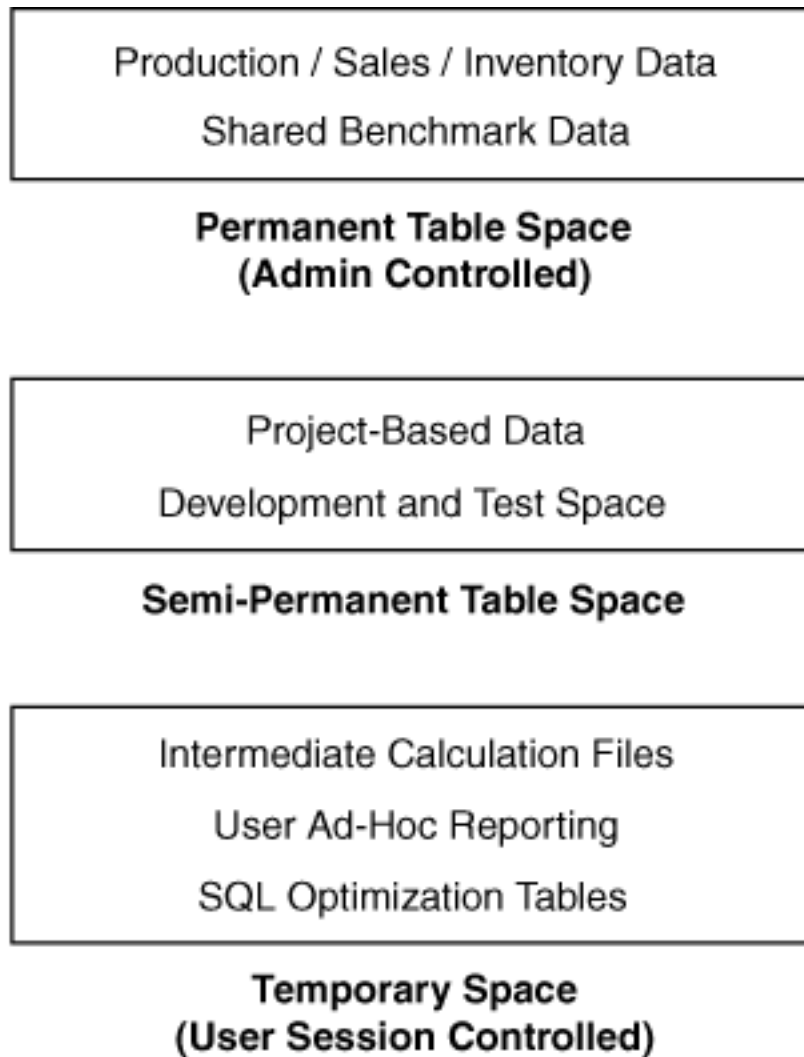 Production / Sales / Inventory Data
Shared Benchmark Data
Permanent Table Space
(Admin Controlled)
Project-Based Data
Development and Test Space
Semi-Permanent Table Space
Intermediate Calculation Files
User Ad-Hoc Reporting
SQL Optimization Tables
Temporary Space
(User Session Controlled)